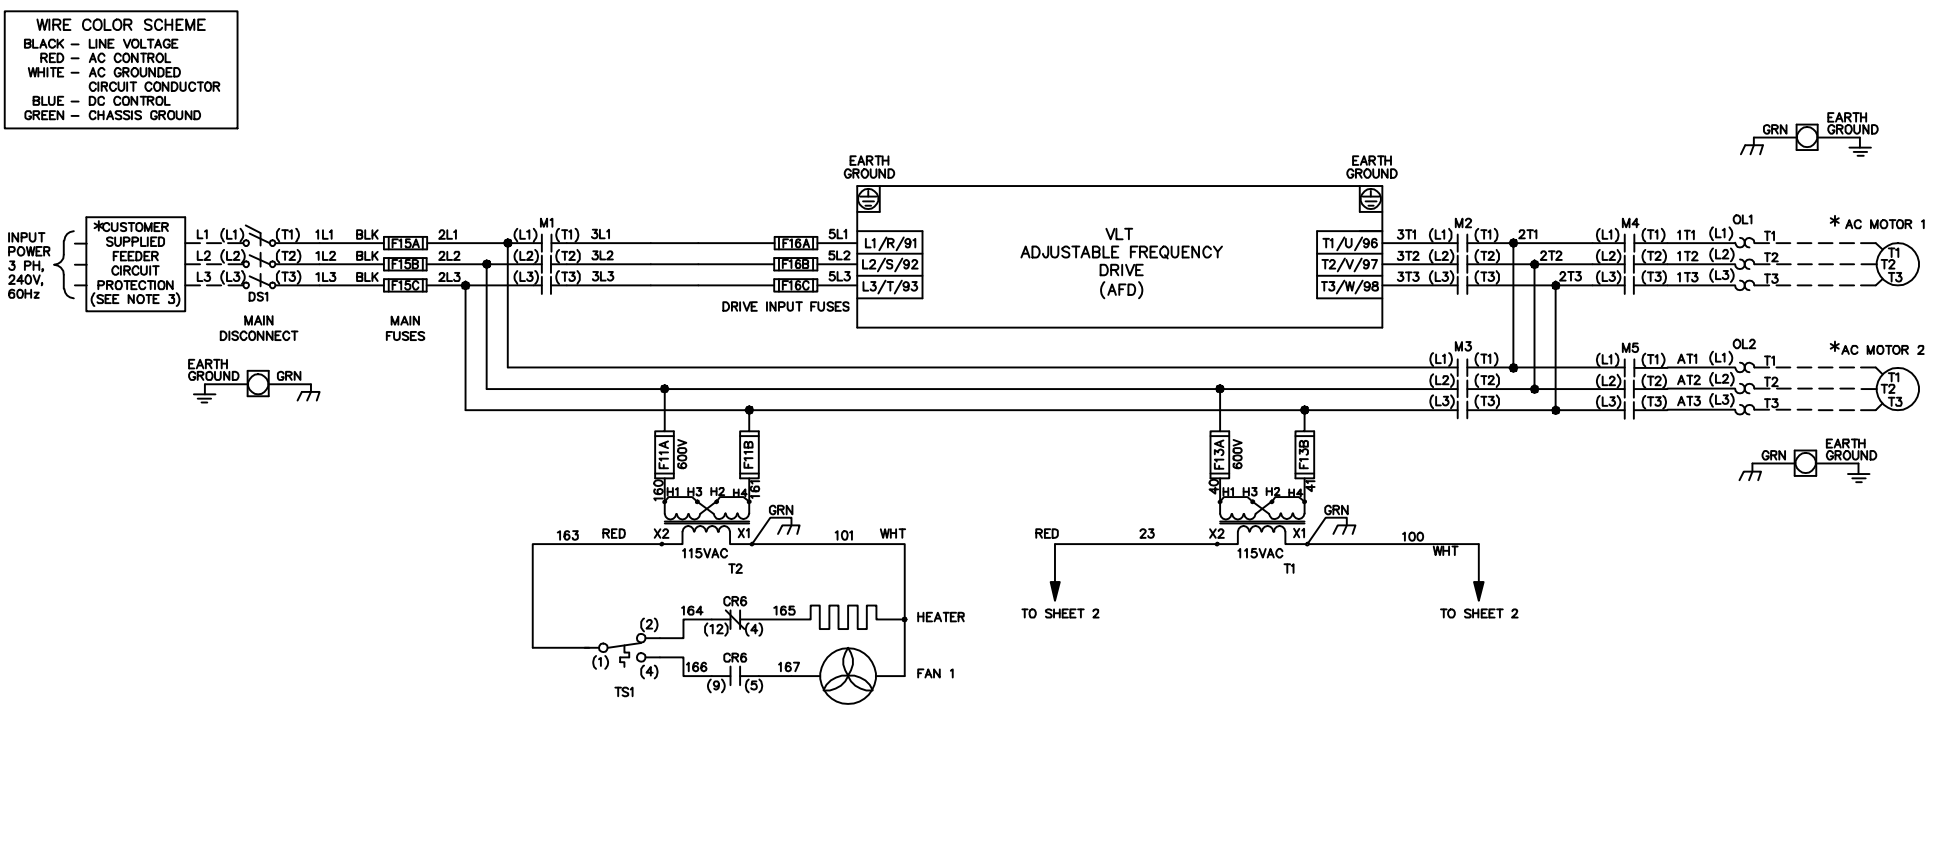 WIRE COLOR SCHEME
BLACK – LINE VOLTAGE
RED – AC CONTROL
WHITE – AC GROUNDED
CIRCUIT CONDUCTOR
BLUE – DC CONTROL
GREEN – CHASSIS GROUND
GRN
EARTH
GROUND
EARTH
GROUND
EARTH
GROUND
INPUT
POWER
3 PH,
240V,
60Hz
*CUSTOMER
SUPPLIED
FEEDER
CIRCUIT
PROTECTION
(SEE NOTE 3)
L1 (L1) (T1) 1L1 BLK F15A 2L1 (L1) M1 (T1) 3L1 F16A 5L1 L1/R/91
L2 (L2) (T2) 1L2 BLK F15B 2L2 (L2) (T2) 3L2 F16B 5L2 L2/S/92
L3 (L3) (T3) 1L3 BLK F15C 2L3 (L3) (T3) 3L3 F16C 5L3 L3/T/93
DS1
MAIN
DISCONNECT
MAIN
FUSES
DRIVE INPUT FUSES
VLT
ADJUSTABLE FREQUENCY
DRIVE
(AFD)
M2 M4 OL1 * AC MOTOR 1
T1/U/96 3T1 (L1) (T1) 2T1 (L1) (T1) 1T1 (L1) T1 T1
T2/V/97 3T2 (L2) (T2) 2T2 (L2) (T2) 1T2 (L2) T2 T2
T3/W/98 3T3 (L3) (T3) 2T3 (L3) (T3) 1T3 (L3) T3 T3
EARTH
GROUND GRN
M3 M5 OL2 *AC MOTOR 2
(L1) (T1) (L1) (T1) AT1 (L1) T1 T1
(L2) (T2) (L2) (T2) AT2 (L2) T2 T2
(L3) (T3) (L3) (T3) AT3 (L3) T3 T3
GRN
EARTH
GROUND
F11A 600V F11B
160 H1 H3 H2 H4 161
GRN
163 RED X2 X1 101 WHT
115VAC
T2
F13A 600V F13B
40 H1 H3 H2 H4 41
GRN
RED 23 X2 X1 100
WHT
115VAC
T1
TO SHEET 2
TO SHEET 2
164 CR6 165 HEATER
(2) (12) (4)
(1)
(4) 166 CR6 167 FAN 1
(9) (5)
TS1